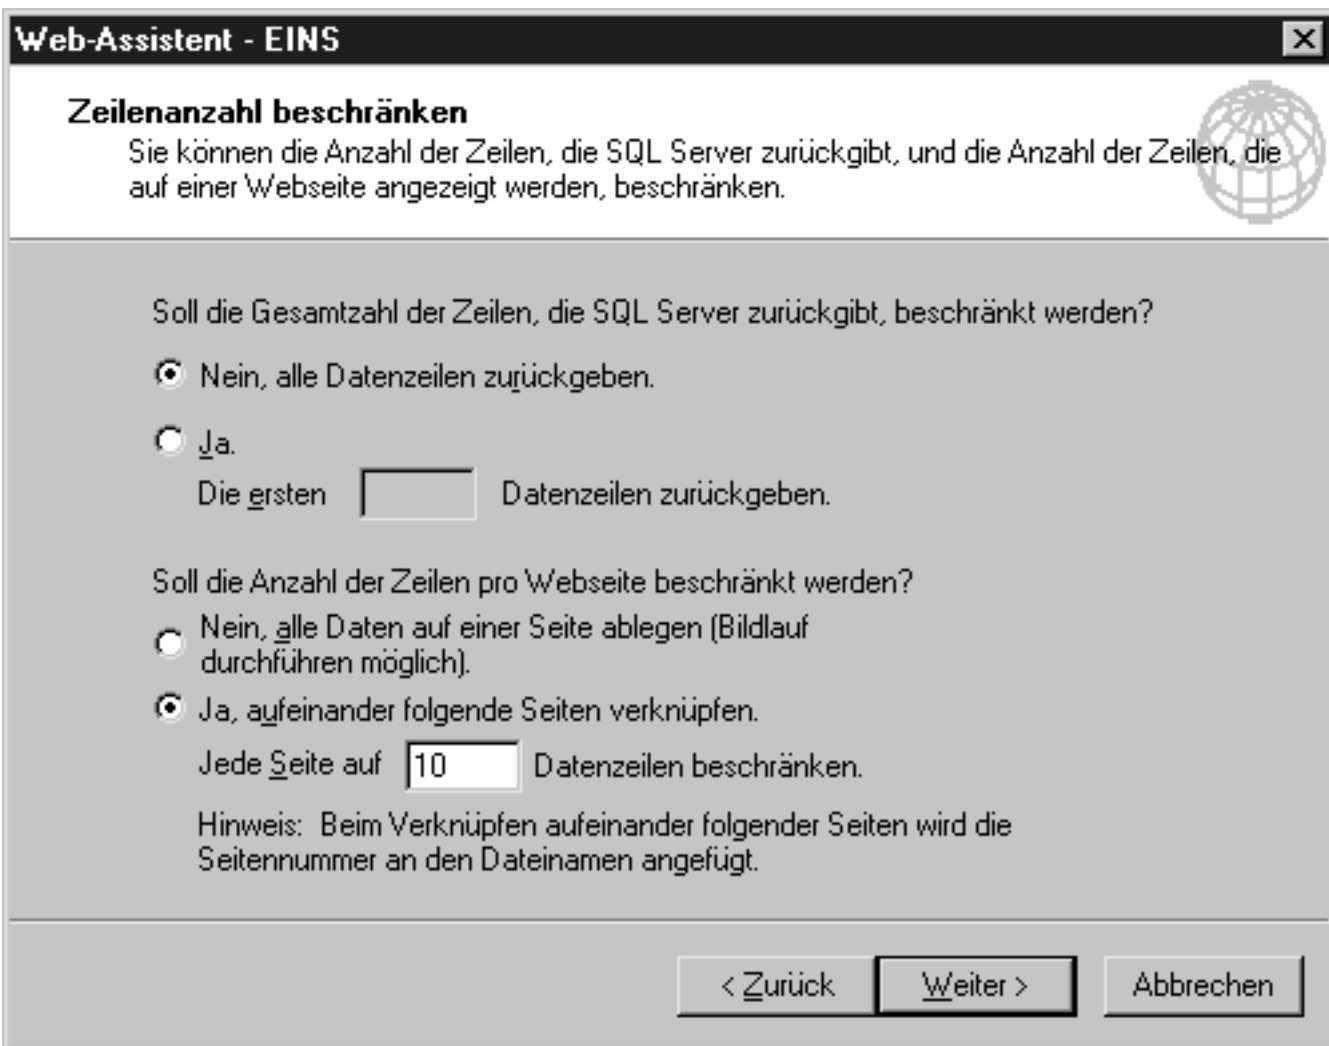 Web-Assistent - EINS
Zeilenanzahl beschränken
Sie können die Anzahl der Zeilen, die SQL Server zurückgibt, und die Anzahl der Zeilen, die
auf einer Webseite angezeigt werden, beschränken.
Soll die Gesamtzahl der Zeilen, die SQL Server zurückgibt, beschränkt werden?
Nein, alle Datenzeilen zurückgeben.
Ja.
Die ersten Datenzeilen zurückgeben.
Soll die Anzahl der Zeilen pro Webseite beschränkt werden?
Nein, alle Daten auf einer Seite ablegen (Bildlauf
durchführen möglich).
Ja, aufeinander folgende Seiten verknüpfen.
Jede Seite auf 10 Datenzeilen beschränken.
Hinweis: Beim Verknüpfen aufeinander folgender Seiten wird die
Seitennummer an den Dateinamen angefügt.
< Zurück Weiter > Abbrechen